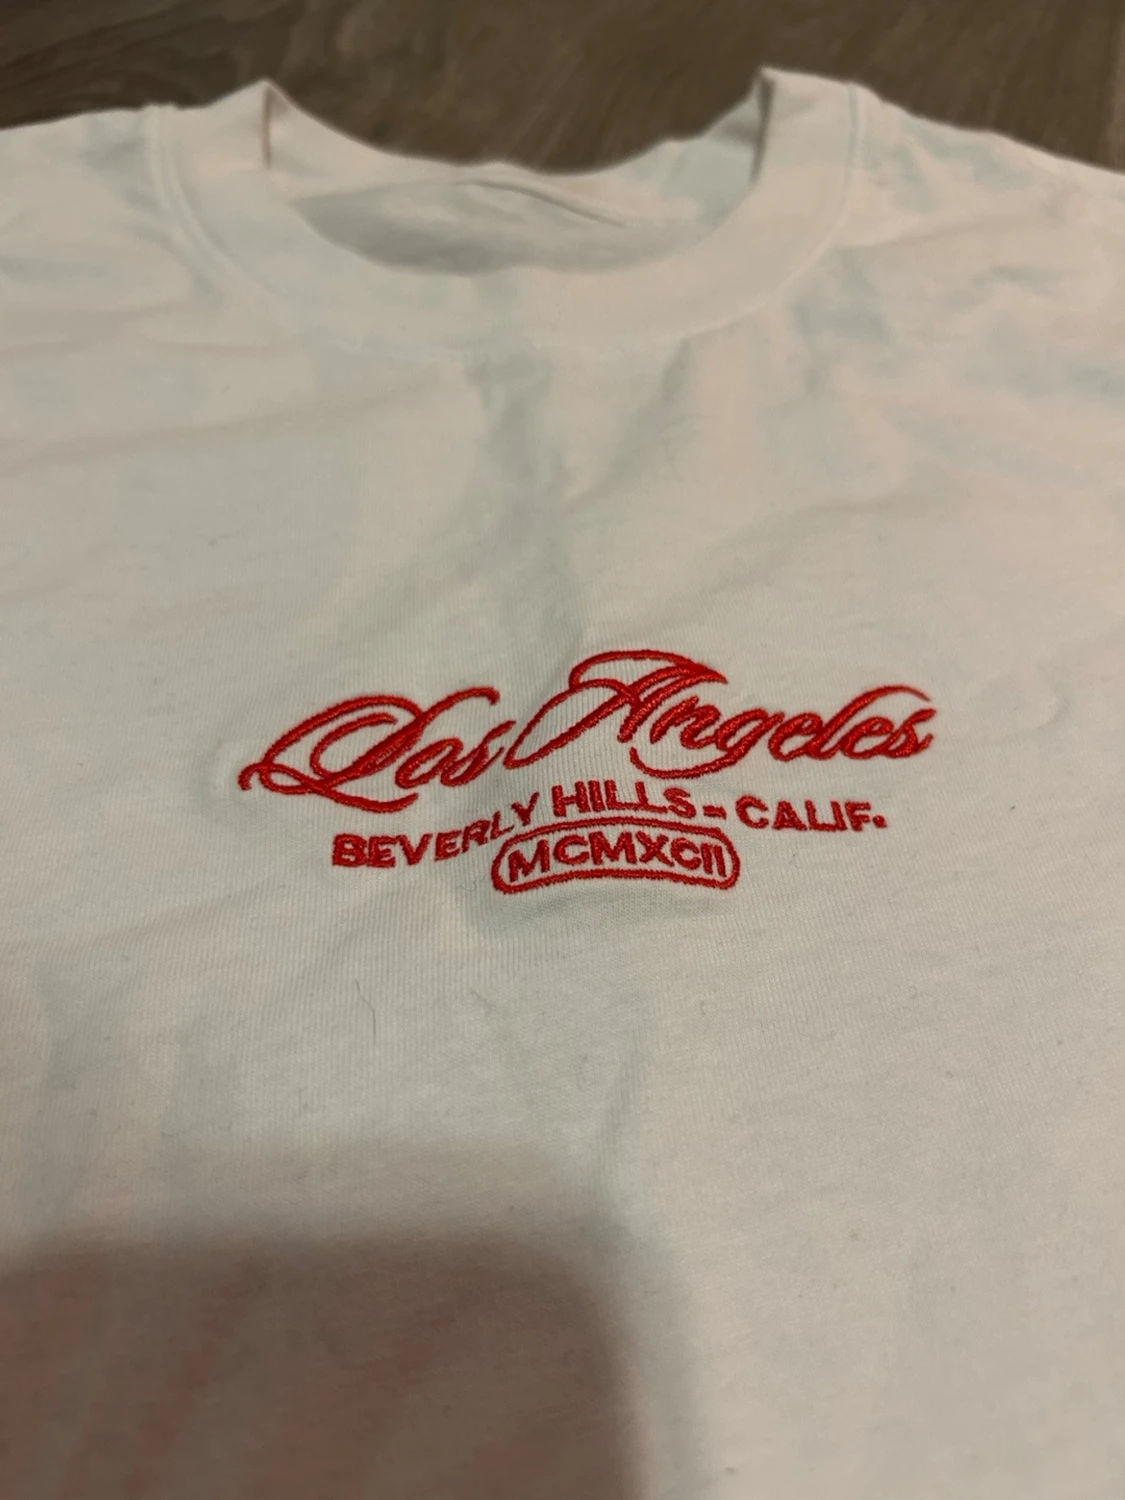 Los Angeles
BEVERLY HILLS - CALIF.
MCMXCII